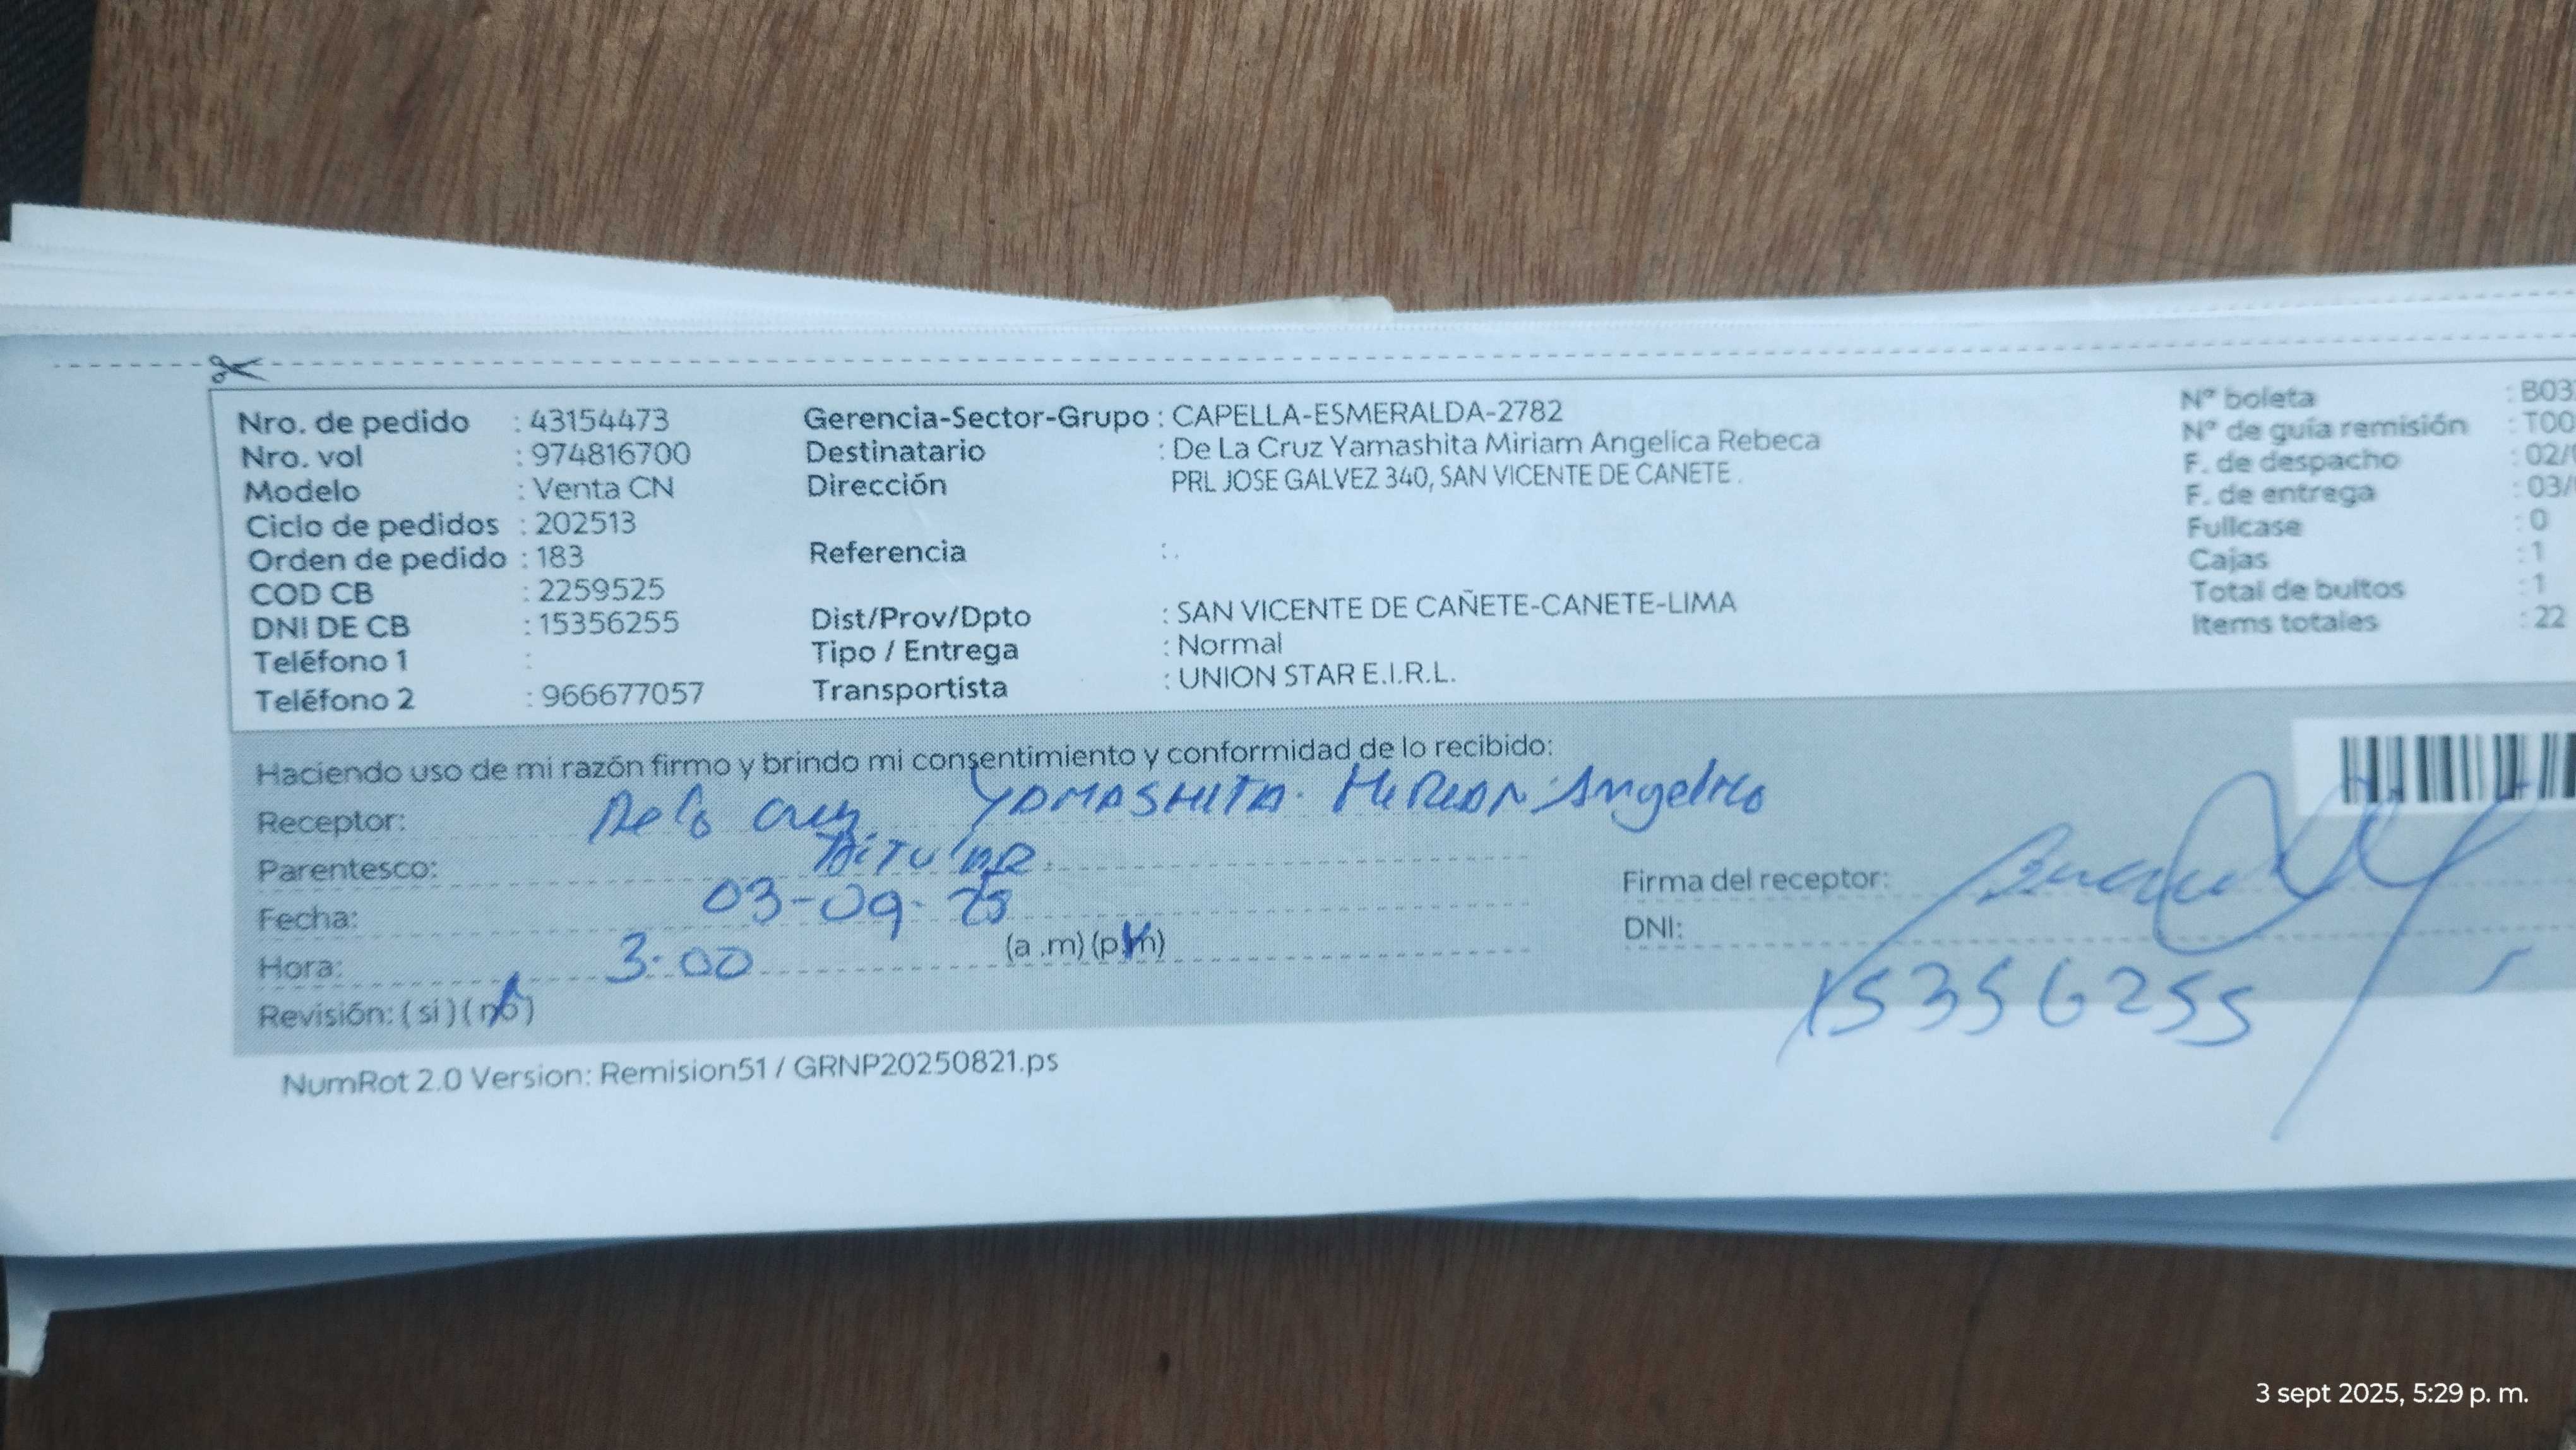 Nro. de pedido : 43154473
Nro. vol : 974816700
Modelo : Venta CN
Ciclo de pedidos : 202513
Orden de pedido : 183
COD CB : 2259525
DNI DE CB : 15356255
Teléfono 1 :
Teléfono 2 : 966677057
Gerencia-Sector-Grupo : CAPELLA-ESMERALDA-2782
Destinatario : De La Cruz Yamashita Miriam Angelica Rebeca
Dirección PRL JOSE GALVEZ 340, SAN VICENTE DE CANETE .
Referencia : .
Dist/Prov/Dpto : SAN VICENTE DE CAÑETE-CANETE-LIMA
Tipo / Entrega : Normal
Transportista : UNION STAR E.I.R.L.
Nº boleta : B03
Nº de guía remisión : T00
F. de despacho : 02/
F. de entrega : 03/
Fullcase : 0
Cajas : 1
Total de bultos : 1
Items totales : 22
Haciendo uso de mi razón firmo y brindo mi consentimiento y conformidad de lo recibido:
Receptor: De la Cruz YAMASHITA Angelica
Parentesco: TITULAR
Fecha: 03-09-25
Hora: 3:00 (a .m) (p.m)
Revisión: ( si ) ( no )
Firma del receptor:
DNI: 15356255
NumRot 2.0 Version: Remision51 / GRNP20250821.ps
3 sept 2025, 5:29 p. m.